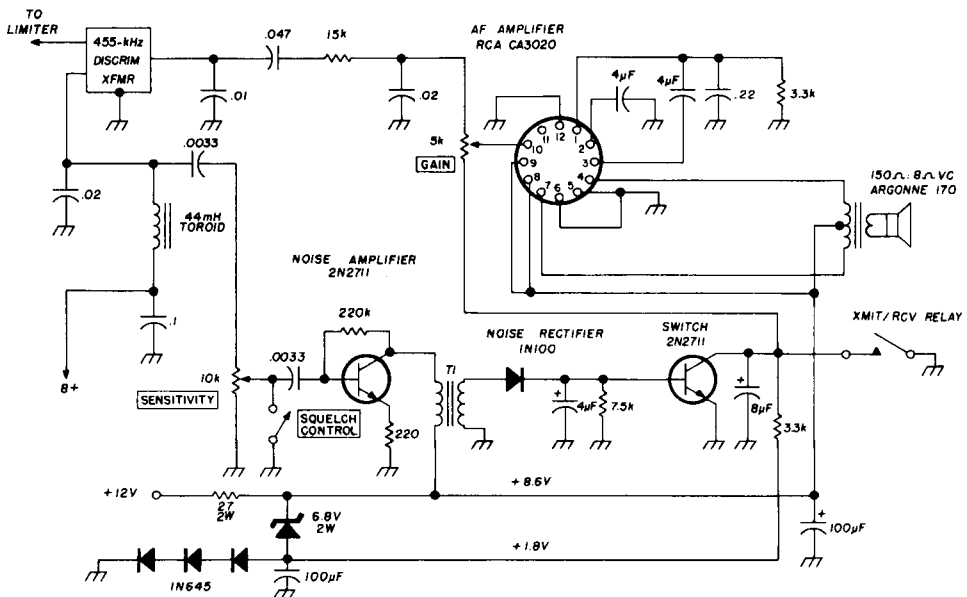 TO
LIMITER
455-kHz
DISCRIM
XFMR
.047
15k
AF AMPLIFIER
RCA CA3020
.01
.02
4µF
4µF
.22
3.3k
5k
GAIN
12
1
2
3
4
5
6
7
8
9
10
11
.0033
.02
44mH
TOROID
150Ω:8Ω VC
ARGONNE 170
NOISE AMPLIFIER
2N2711
.1
B+
220k
NOISE RECTIFIER
1N100
SWITCH
2N2711
XMIT/RCV RELAY
10k
SENSITIVITY
.0033
SQUELCH
CONTROL
220
T1
+
4µF
7.5k
+
8µF
3.3k
+12V
27
2W
+8.6V
6.8V
2W
+
100µF
+1.8V
1N645
100µF